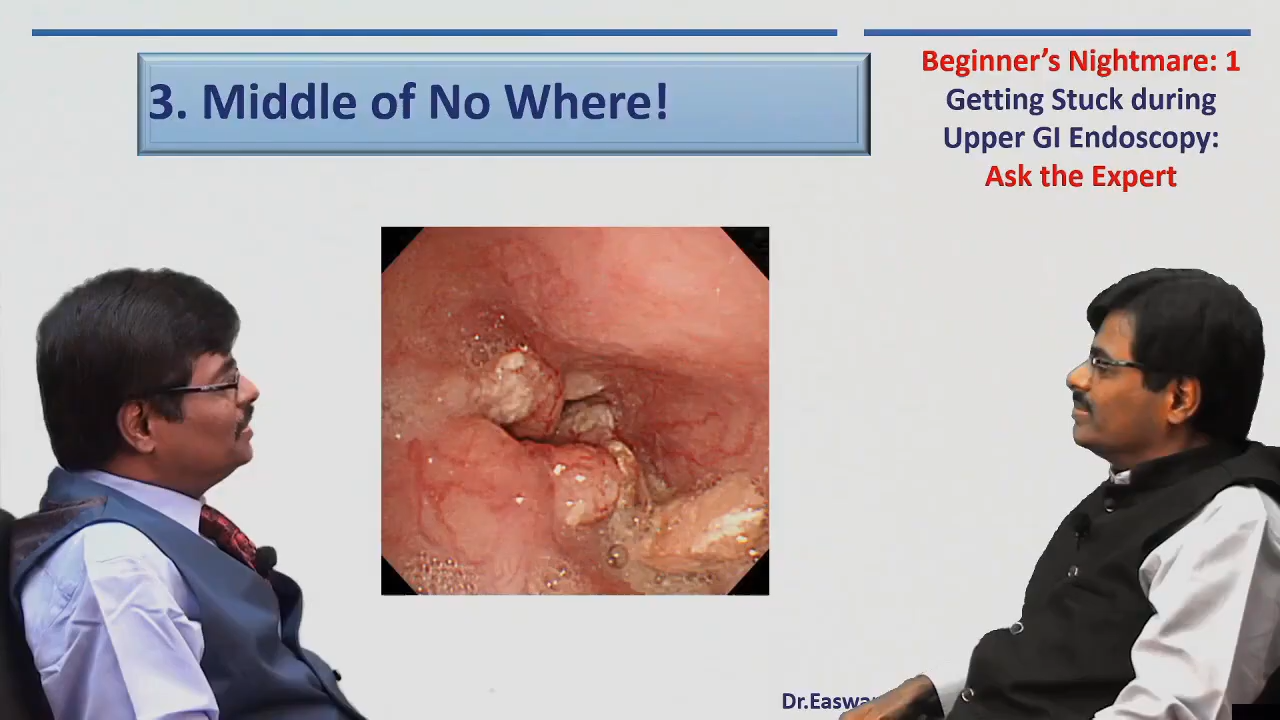 3. Middle of No Where!
Beginner's Nightmare: 1
Getting Stuck during
Upper GI Endoscopy:
Ask the Expert